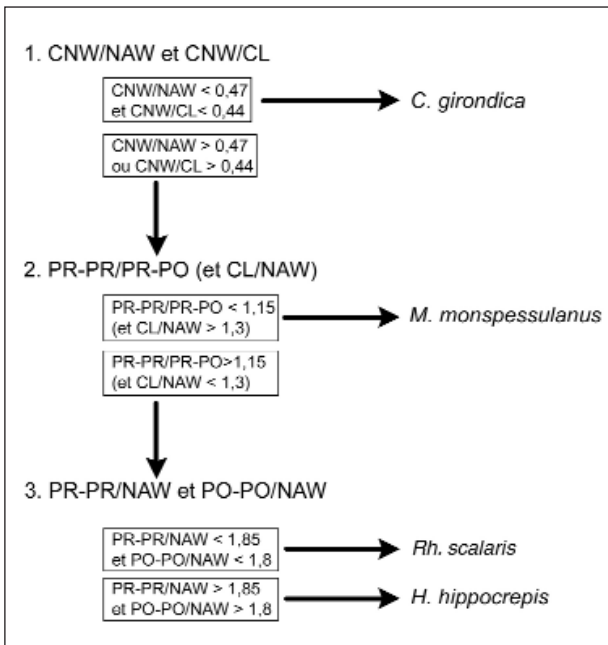 1. CNW/NAW et CNW/CL
CNW/NAW < 0,47
et CNW/CL< 0,44
C. girondica
CNW/NAW > 0,47
ou CNW/CL > 0,44
2. PR-PR/PR-PO (et CL/NAW)
PR-PR/PR-PO < 1,15
(et CL/NAW > 1,3)
M. monspessulanus
PR-PR/PR-PO>1,15
(et CL/NAW < 1,3)
3. PR-PR/NAW et PO-PO/NAW
PR-PR/NAW < 1,85
et PO-PO/NAW < 1,8
Rh. scalaris
PR-PR/NAW > 1,85
et PO-PO/NAW > 1,8
H. hippocrepis